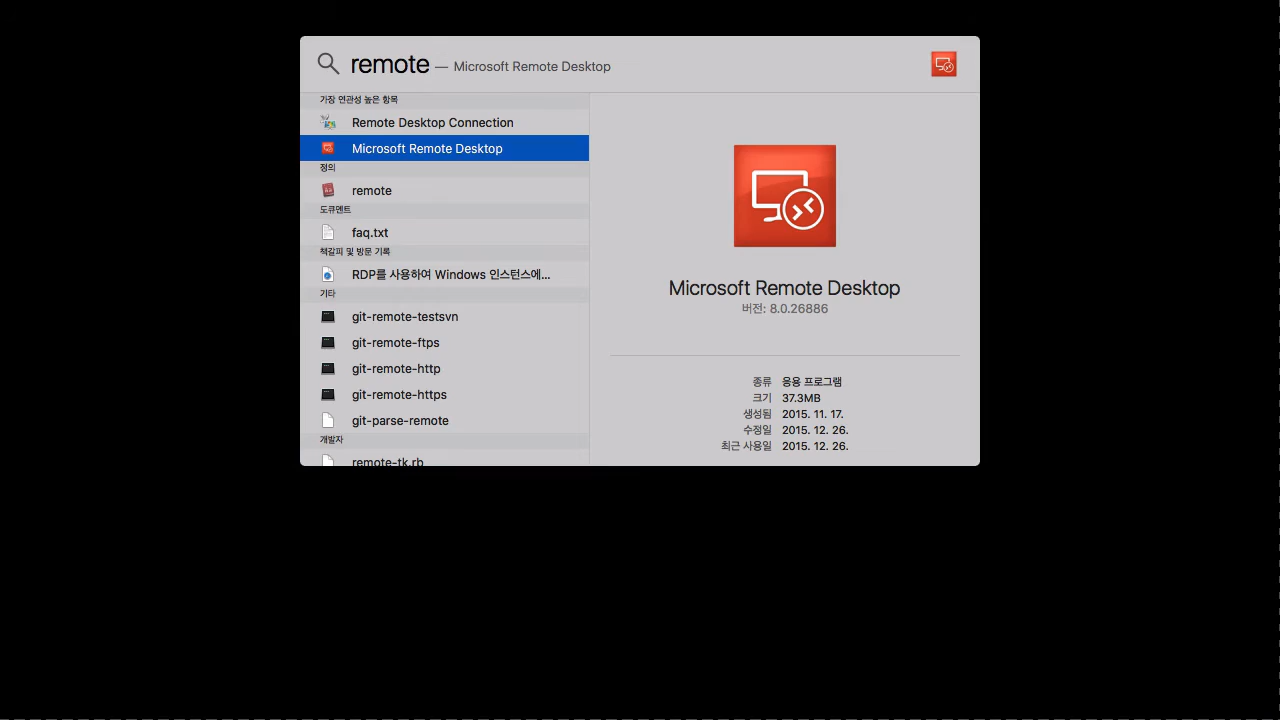 remote — Microsoft Remote Desktop
가장 연관성 높은 항목
Remote Desktop Connection
Microsoft Remote Desktop
정의
remote
도큐멘트
faq.txt
책갈피 및 방문 기록
RDP를 사용하여 Windows 인스턴스에...
기타
git-remote-testsvn
git-remote-ftps
git-remote-http
git-remote-https
git-parse-remote
개발자
remote-tk.rb
Microsoft Remote Desktop
버전: 8.0.26886
종류 응용 프로그램
크기 37.3MB
생성됨 2015. 11. 17.
수정일 2015. 12. 26.
최근 사용일 2015. 12. 26.